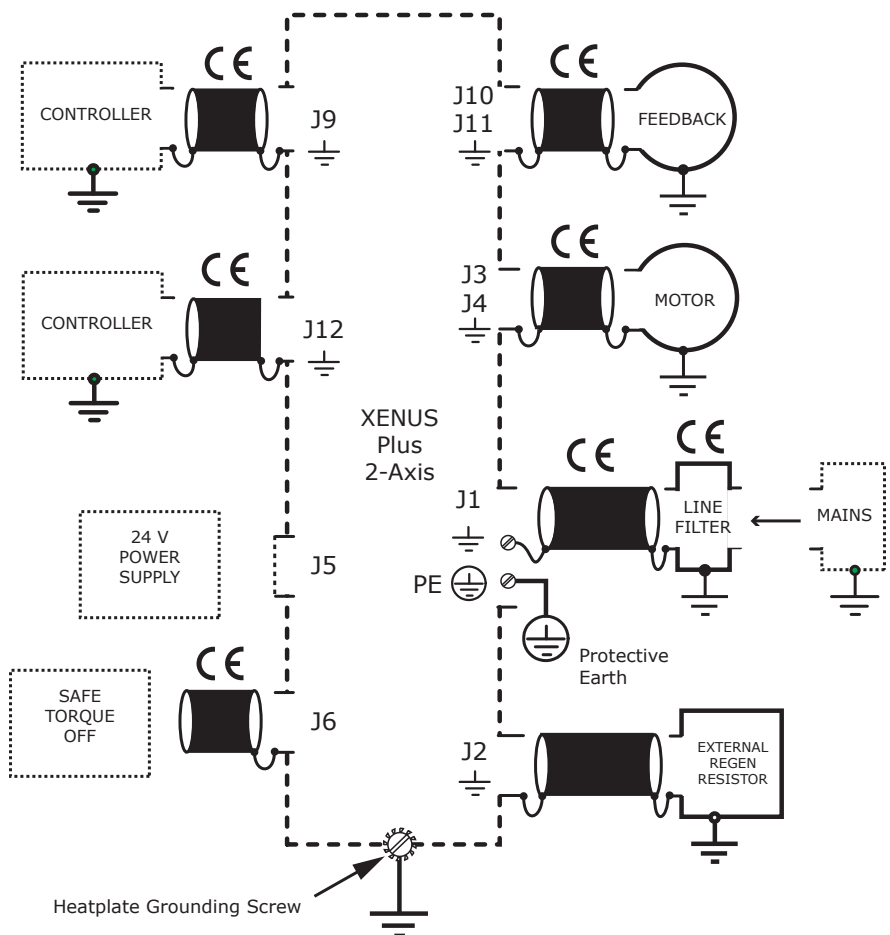 CE
CE
CONTROLLER
J9
J10
J11
FEEDBACK
CE
CE
CONTROLLER
J12
J3
J4
MOTOR
XENUS
Plus
2-Axis
CE
CE
J1
LINE
FILTER
MAINS
24 V
POWER
SUPPLY
J5
PE
Protective
Earth
CE
SAFE
TORQUE
OFF
J6
J2
EXTERNAL
REGEN
RESISTOR
Heatplate Grounding Screw